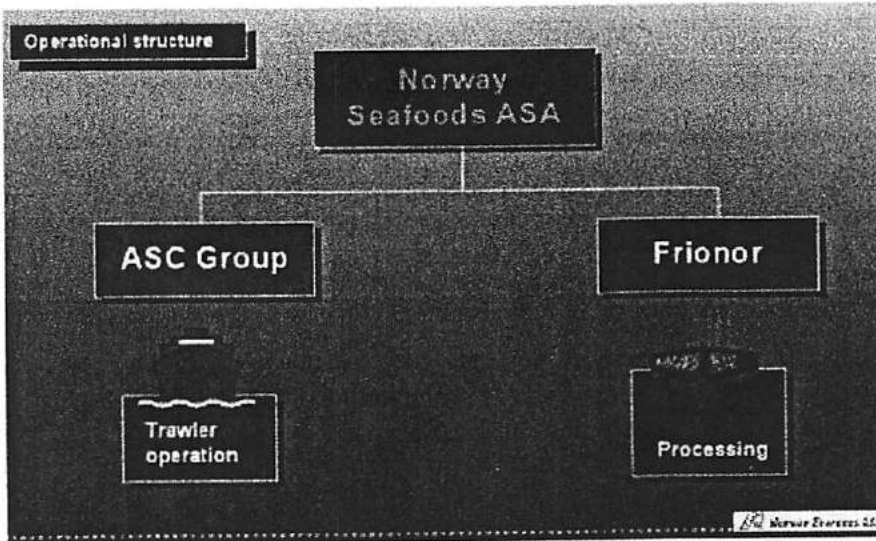 Operational structure
Norway
Seafoods ASA
ASC Group
Frionor
Trawler
operation
Processing